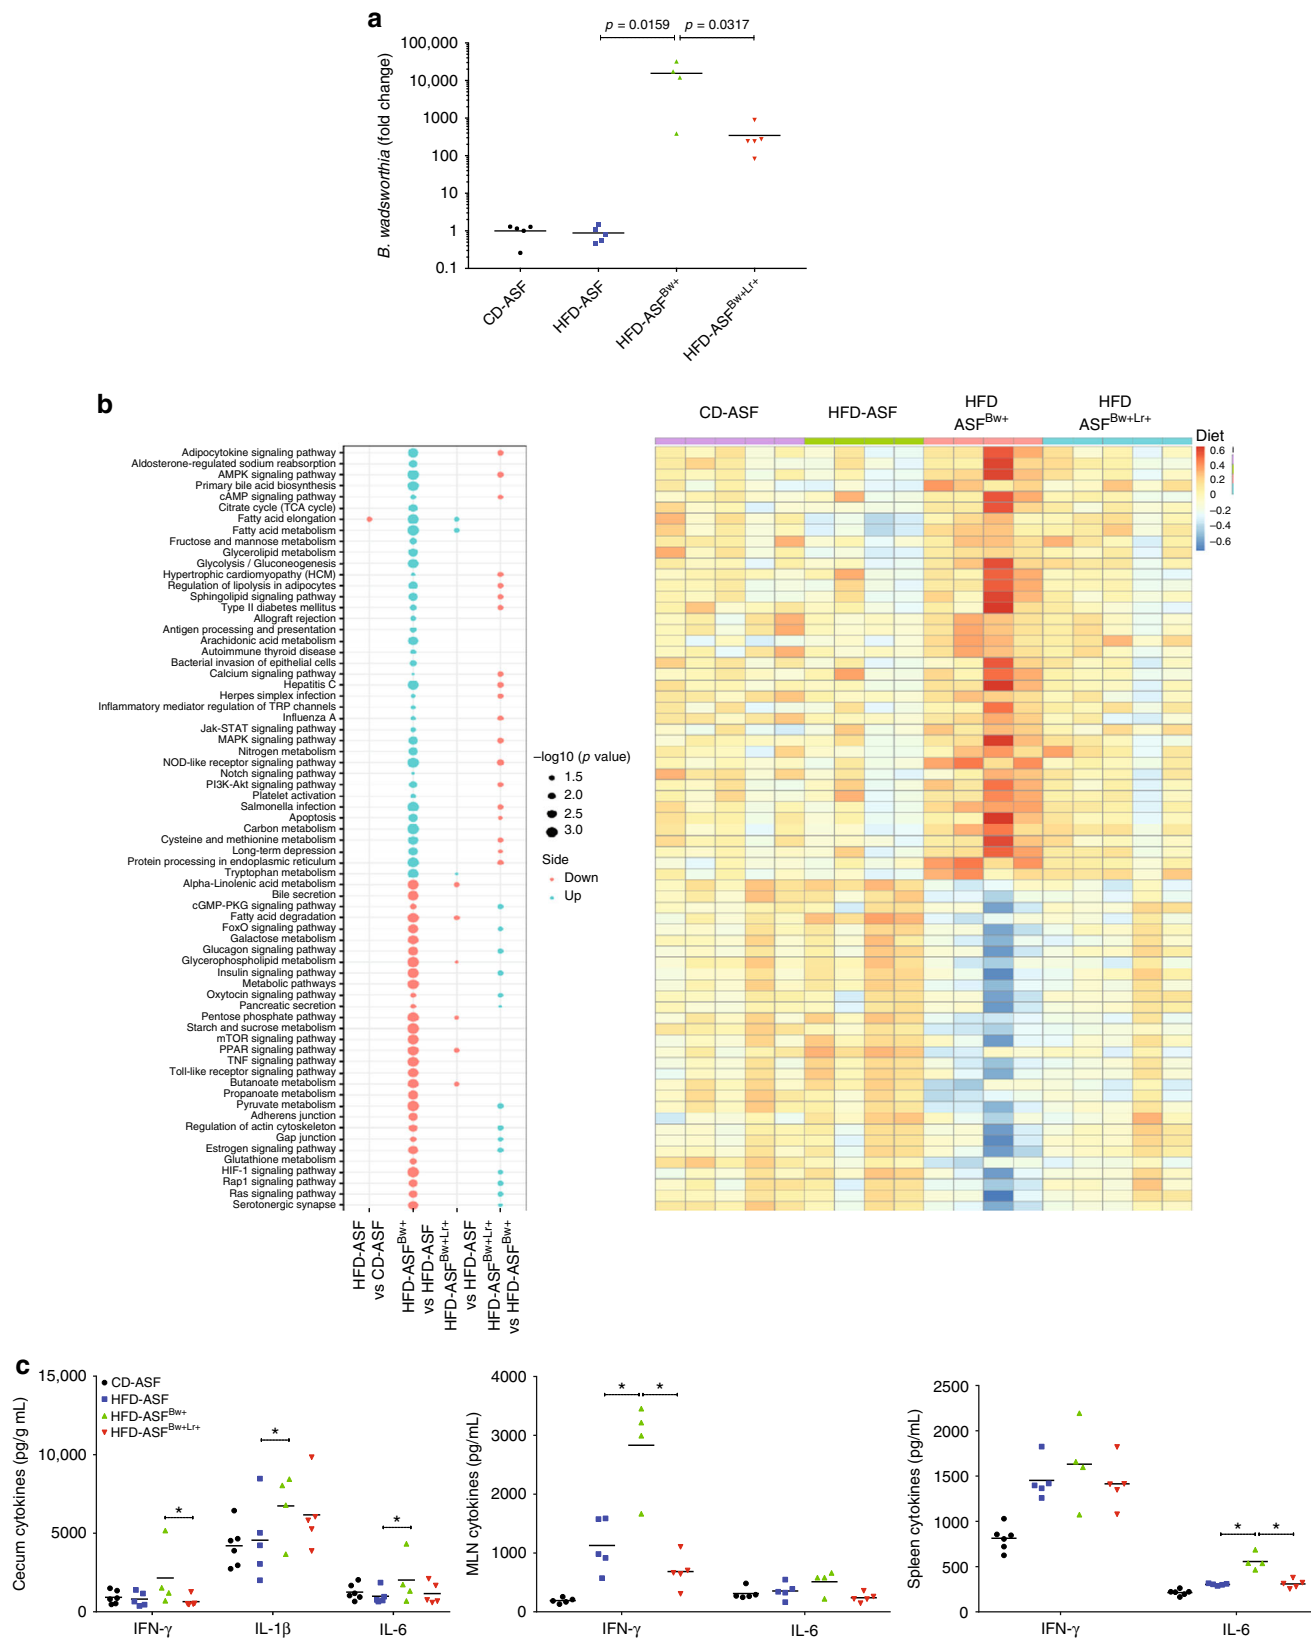 a
p = 0.0159 p = 0.0317
100,000
10,000
1000
100
10
1
0.1
B. wadsworthia (fold change)
CD-ASF
HFD-ASF
HFD-ASFBw+
HFD-ASFBw+Lr+
b
CD-ASF
HFD-ASF
HFD
ASFBw+
HFD
ASFBw+Lr+
Diet
0.6
0.4
0.2
0
−0.2
−0.4
−0.6
Adipocytokine signaling pathway
Aldosterone-regulated sodium reabsorption
AMPK signaling pathway
Primary bile acid biosynthesis
cAMP signaling pathway
Citrate cycle (TCA cycle)
Fatty acid elongation
Fatty acid metabolism
Fructose and mannose metabolism
Glycerolipid metabolism
Glycolysis / Gluconeogenesis
Hypertrophic cardiomyopathy (HCM)
Regulation of lipolysis in adipocytes
Sphingolipid signaling pathway
Type II diabetes mellitus
Allograft rejection
Antigen processing and presentation
Arachidonic acid metabolism
Autoimmune thyroid disease
Bacterial invasion of epithelial cells
Calcium signaling pathway
Hepatitis C
Herpes simplex infection
Inflammatory mediator regulation of TRP channels
Influenza A
Jak-STAT signaling pathway
MAPK signaling pathway
Nitrogen metabolism
NOD-like receptor signaling pathway
Notch signaling pathway
PI3K-Akt signaling pathway
Platelet activation
Salmonella infection
Apoptosis
Carbon metabolism
Cysteine and methionine metabolism
Long-term depression
Protein processing in endoplasmic reticulum
Tryptophan metabolism
Alpha-Linolenic acid metabolism
Bile secretion
cGMP-PKG signaling pathway
Fatty acid degradation
FoxO signaling pathway
Galactose metabolism
Glucagon signaling pathway
Glycerophospholipid metabolism
Insulin signaling pathway
Metabolic pathways
Oxytocin signaling pathway
Pancreatic secretion
Pentose phosphate pathway
Starch and sucrose metabolism
mTOR signaling pathway
PPAR signaling pathway
TNF signaling pathway
Toll-like receptor signaling pathway
Butanoate metabolism
Propanoate metabolism
Pyruvate metabolism
Adherens junction
Regulation of actin cytoskeleton
Gap junction
Estrogen signaling pathway
Glutathione metabolism
HIF-1 signaling pathway
Rap1 signaling pathway
Ras signaling pathway
Serotonergic synapse
−log10 (p value)
1.5
2.0
2.5
3.0
Side
Down
Up
HFD-ASF
vs CD-ASF
HFD-ASFBw+
vs HFD-ASF
HFD-ASFBw+Lr+
vs HFD-ASF
HFD-ASFBw+Lr+
vs HFD-ASFBw+
c
Cecum cytokines (pg/g mL)
15,000
10,000
5000
0
CD-ASF
HFD-ASF
HFD-ASFBw+
HFD-ASFBw+Lr+
*
*
*
IFN-γ IL-1β IL-6
MLN cytokines (pg/mL)
4000
3000
2000
1000
0
* *
IFN-γ IL-6
Spleen cytokines (pg/mL)
2500
2000
1500
1000
500
0
* *
IFN-γ IL-6